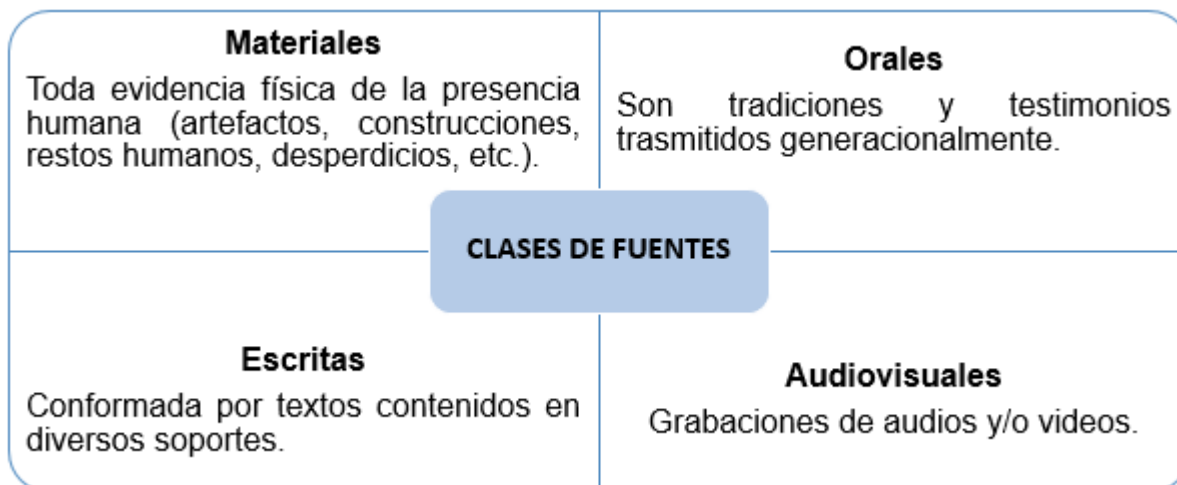 Materiales
Toda evidencia física de la presencia
humana (artefactos, construcciones,
restos humanos, desperdicios, etc.).
Orales
Son tradiciones y testimonios
trasmitidos generacionalmente.
CLASES DE FUENTES
Escritas
Conformada por textos contenidos en
diversos soportes.
Audiovisuales
Grabaciones de audios y/o videos.